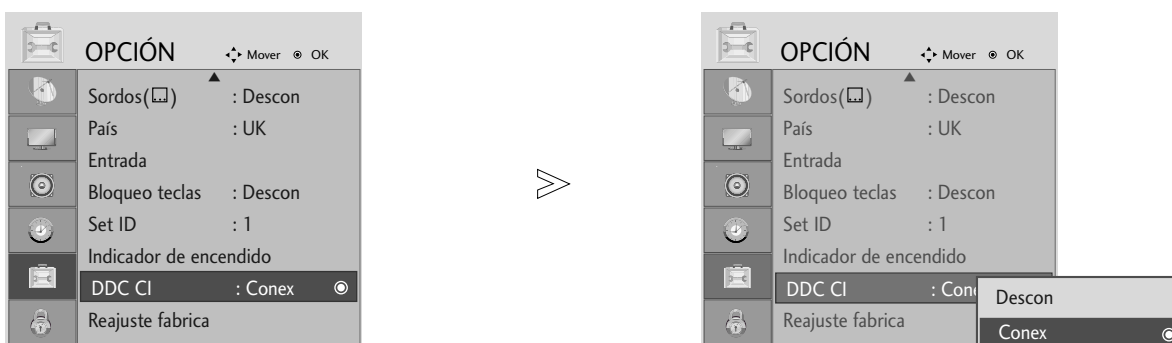 OPCIÓN Mover OK
Sordos( ) : Descon
País : UK
Entrada
Bloqueo teclas : Descon
Set ID : 1
Indicador de encendido
DDC CI : Conex
Reajuste fabrica
OPCIÓN Mover OK
Sordos( ) : Descon
País : UK
Entrada
Bloqueo teclas : Descon
Set ID : 1
Indicador de encendido
DDC CI : Con
Reajuste fabrica
Descon
Conex